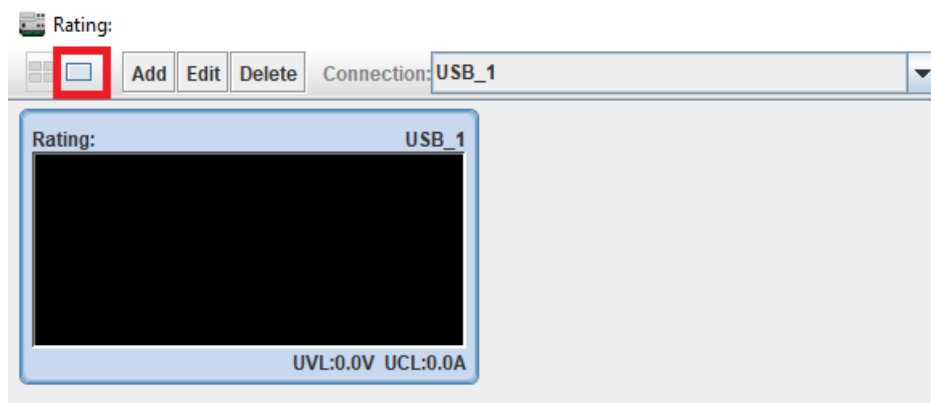 Rating:
Add Edit Delete Connection: USB_1
Rating: USB_1
UVL:0.0V UCL:0.0A